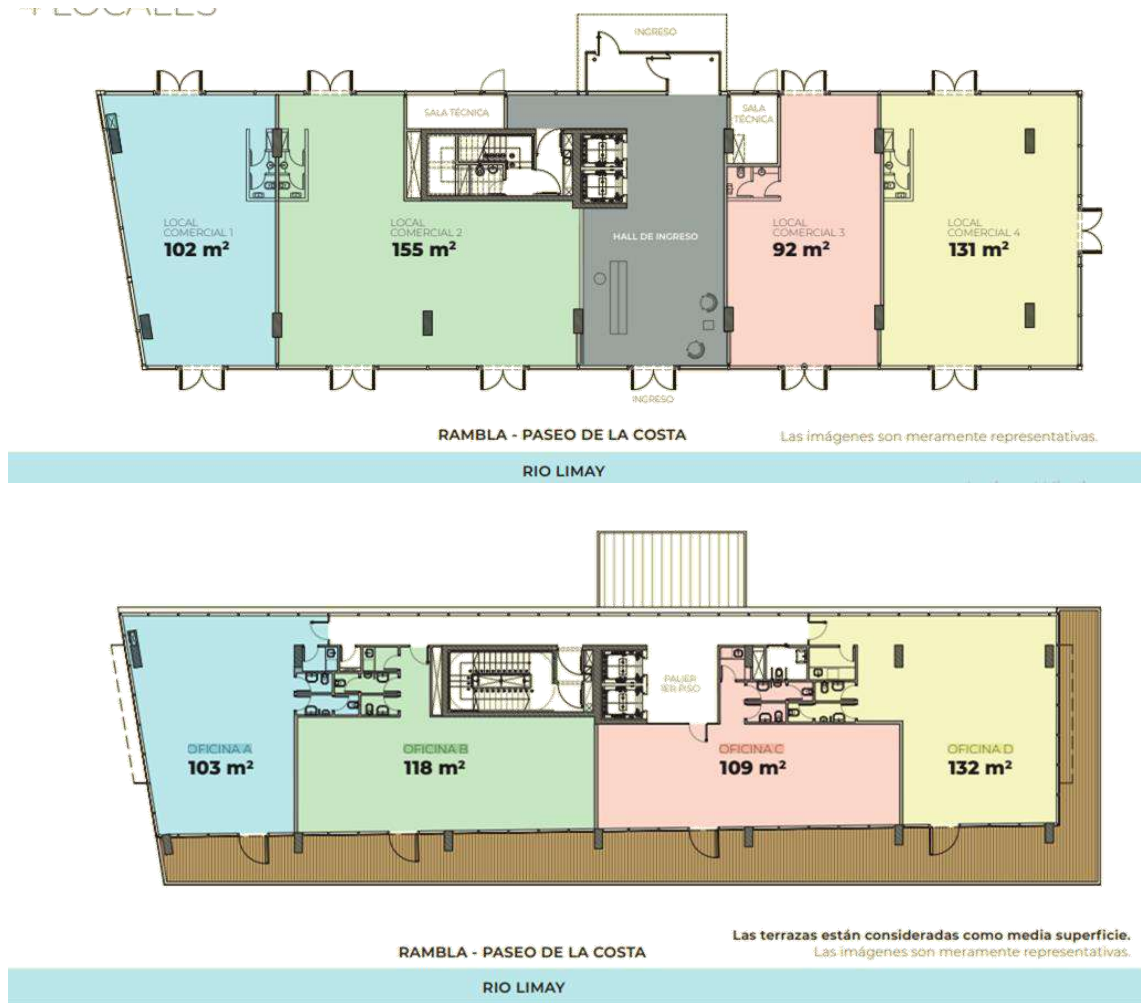 4 LOCALES
INGRESO
SALA TÉCNICA
SALA
TÉCNICA
LOCAL
COMERCIAL 1
102 m²
LOCAL
COMERCIAL 2
155 m²
HALL DE INGRESO
LOCAL
COMERCIAL 3
92 m²
LOCAL
COMERCIAL 4
131 m²
INGRESO
RAMBLA - PASEO DE LA COSTA
Las imágenes son meramente representativas.
RIO LIMAY
PALIER
1ER PISO
OFICINA A
103 m²
OFICINA B
118 m²
OFICINA C
109 m²
OFICINA D
132 m²
Las terrazas están consideradas como media superficie.
RAMBLA - PASEO DE LA COSTA
Las imágenes son meramente representativas.
RIO LIMAY